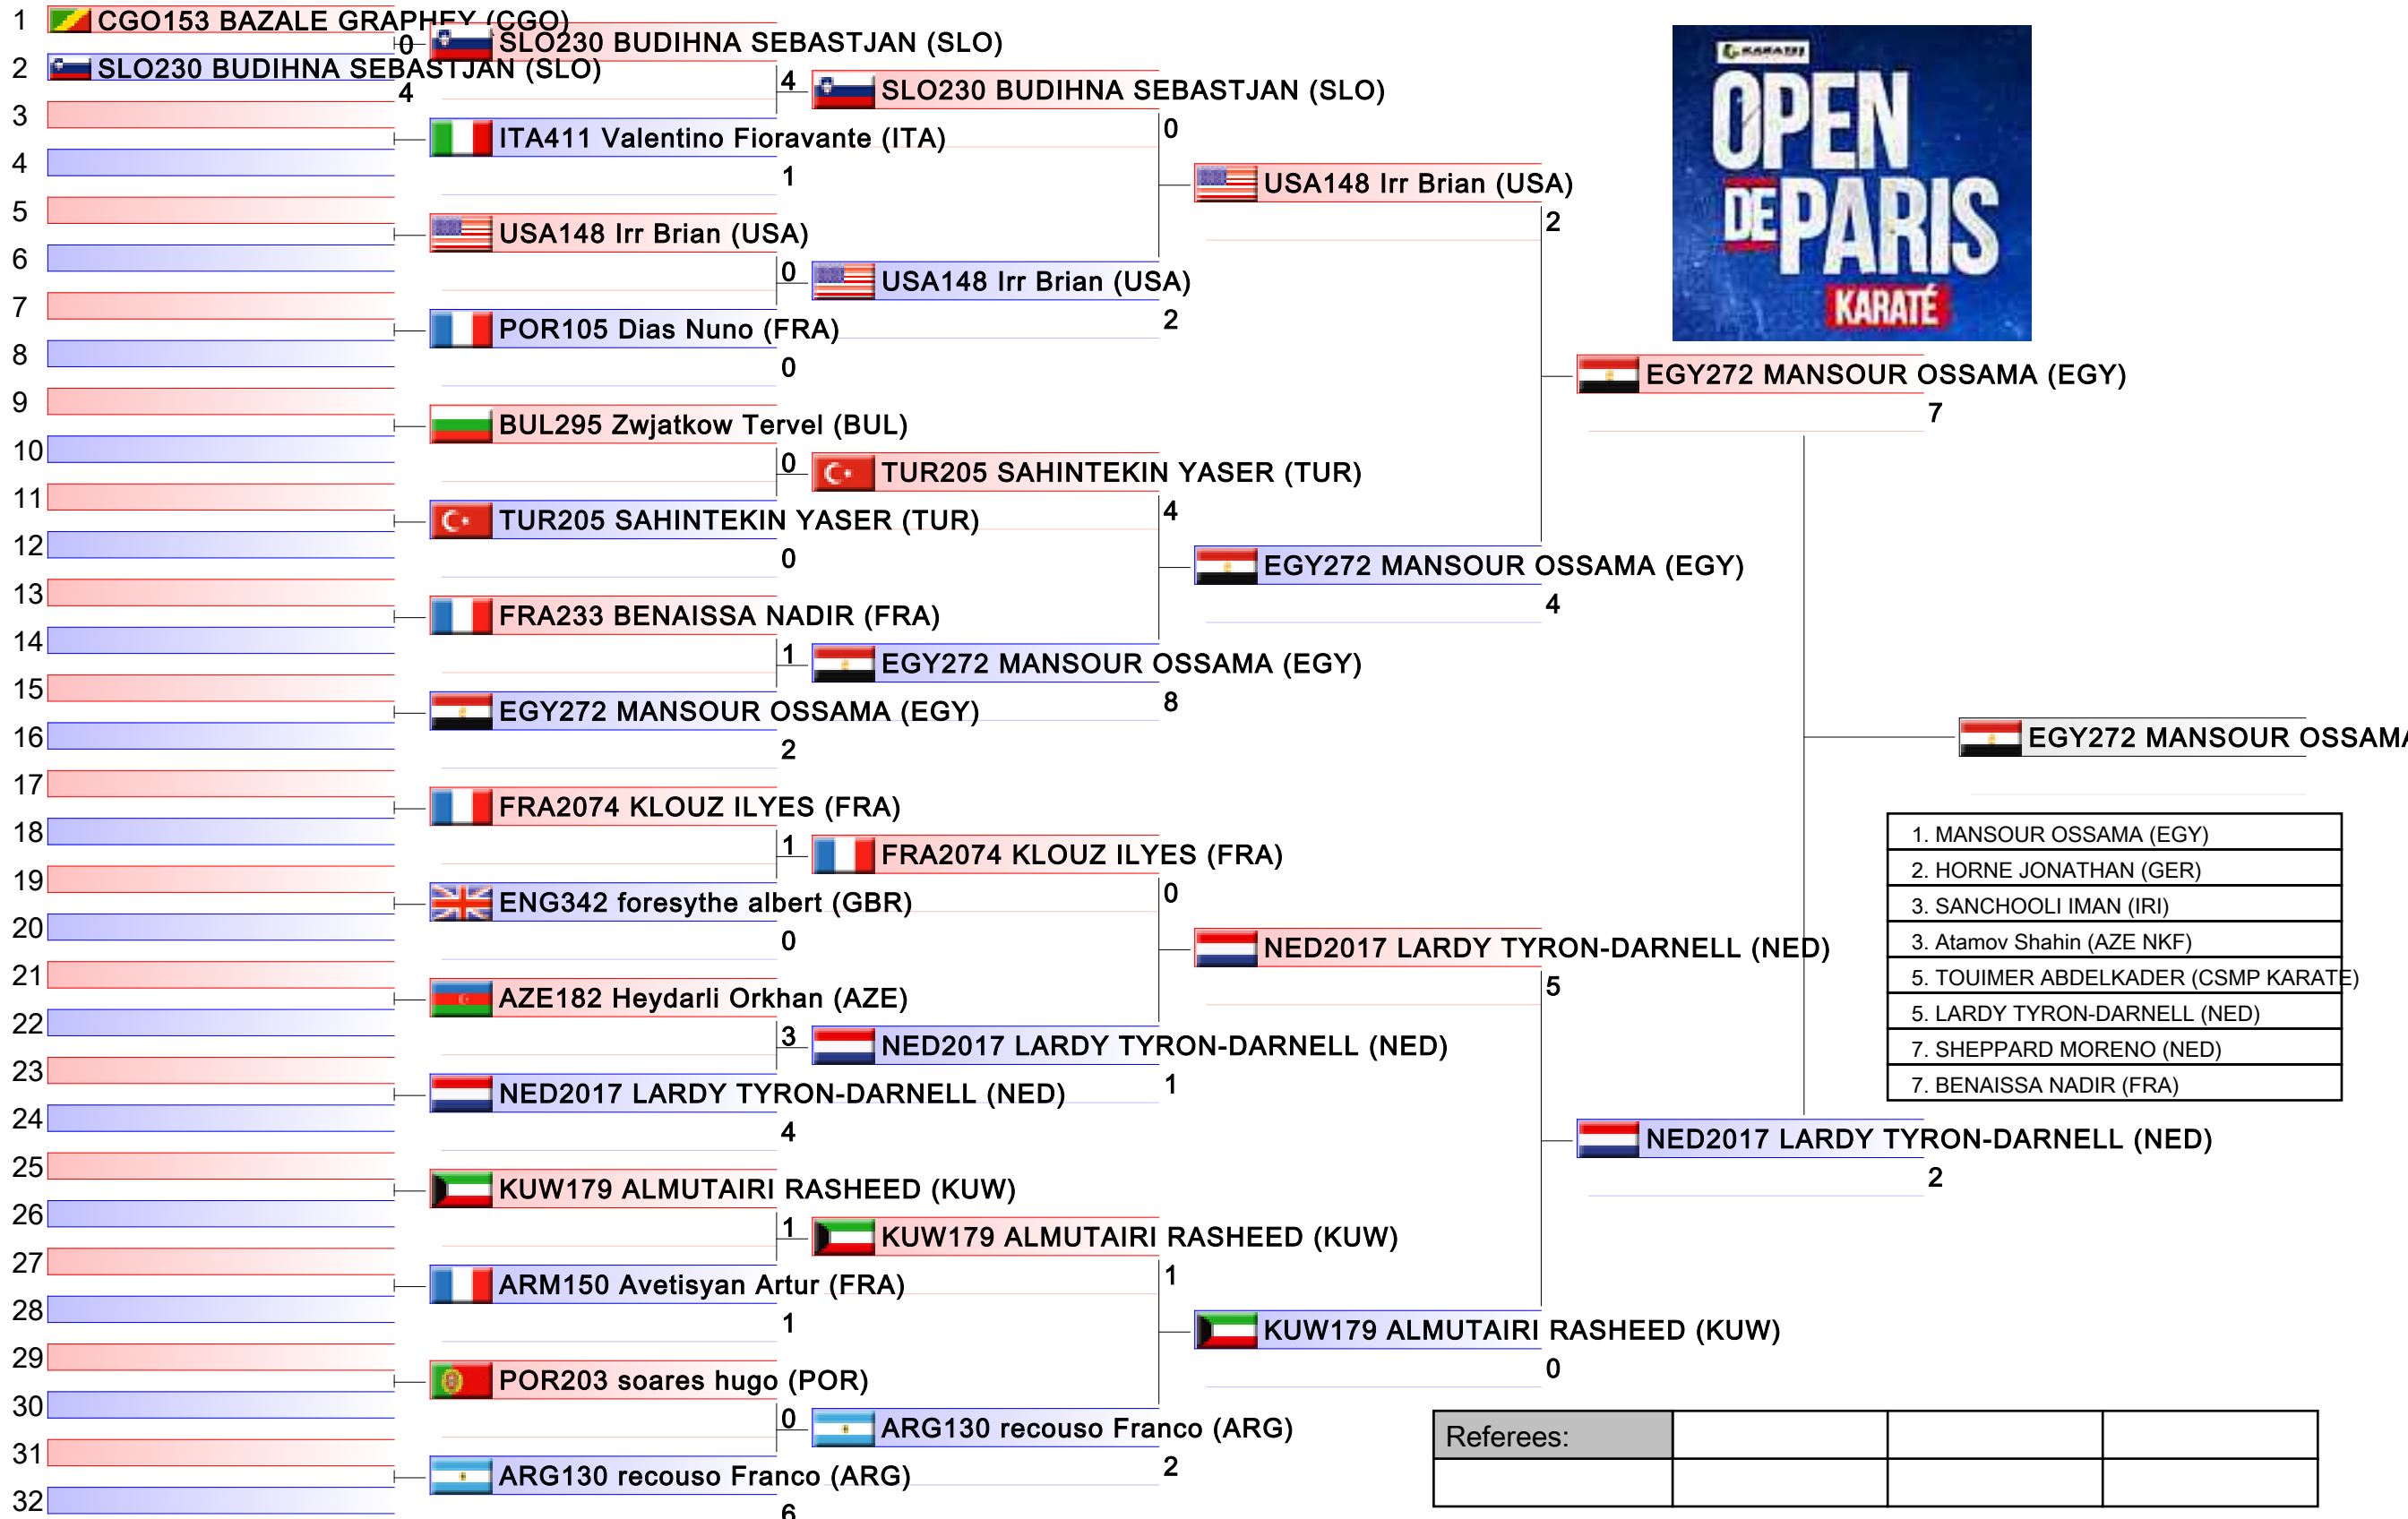 1 CGO153 BAZALE GRAPHEY (CGO)
0
2 SLO230 BUDIHNA SEBASTJAN (SLO)
4
3
4
5
6
7
8
9
10
11
12
13
14
15
16
17
18
19
20
21
22
23
24
25
26
27
28
29
30
31
32
SLO230 BUDIHNA SEBASTJAN (SLO)
4
ITA411 Valentino Fioravante (ITA)
1
USA148 Irr Brian (USA)
0
POR105 Dias Nuno (FRA)
0
BUL295 Zwjatkow Tervel (BUL)
0
TUR205 SAHINTEKIN YASER (TUR)
0
FRA233 BENAISSA NADIR (FRA)
1
EGY272 MANSOUR OSSAMA (EGY)
2
FRA2074 KLOUZ ILYES (FRA)
1
ENG342 foresythe albert (GBR)
0
AZE182 Heydarli Orkhan (AZE)
3
NED2017 LARDY TYRON-DARNELL (NED)
4
KUW179 ALMUTAIRI RASHEED (KUW)
1
ARM150 Avetisyan Artur (FRA)
1
POR203 soares hugo (POR)
0
ARG130 recouso Franco (ARG)
6
SLO230 BUDIHNA SEBASTJAN (SLO)
0
USA148 Irr Brian (USA)
2
TUR205 SAHINTEKIN YASER (TUR)
4
EGY272 MANSOUR OSSAMA (EGY)
8
FRA2074 KLOUZ ILYES (FRA)
0
NED2017 LARDY TYRON-DARNELL (NED)
1
KUW179 ALMUTAIRI RASHEED (KUW)
1
ARG130 recouso Franco (ARG)
2
USA148 Irr Brian (USA)
2
EGY272 MANSOUR OSSAMA (EGY)
4
NED2017 LARDY TYRON-DARNELL (NED)
5
KUW179 ALMUTAIRI RASHEED (KUW)
0
OPEN
DE PARIS
KARATÉ
EGY272 MANSOUR OSSAMA (EGY)
7
NED2017 LARDY TYRON-DARNELL (NED)
2
EGY272 MANSOUR OSSAMA
1. MANSOUR OSSAMA (EGY)
2. HORNE JONATHAN (GER)
3. SANCHOOLI IMAN (IRI)
3. Atamov Shahin (AZE NKF)
5. TOUIMER ABDELKADER (CSMP KARATE)
5. LARDY TYRON-DARNELL (NED)
7. SHEPPARD MORENO (NED)
7. BENAISSA NADIR (FRA)
Referees: